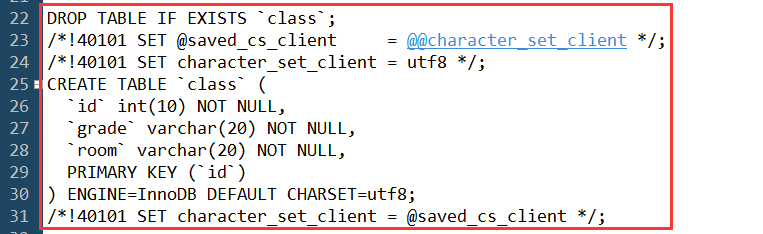 22 DROP TABLE IF EXISTS `class`;
23 /*!40101 SET @saved_cs_client     = @@character_set_client */;
24 /*!40101 SET character_set_client = utf8 */;
25 CREATE TABLE `class` (
26   `id` int(10) NOT NULL,
27   `grade` varchar(20) NOT NULL,
28   `room` varchar(20) NOT NULL,
29   PRIMARY KEY (`id`)
30 ) ENGINE=InnoDB DEFAULT CHARSET=utf8;
31 /*!40101 SET character_set_client = @saved_cs_client */;